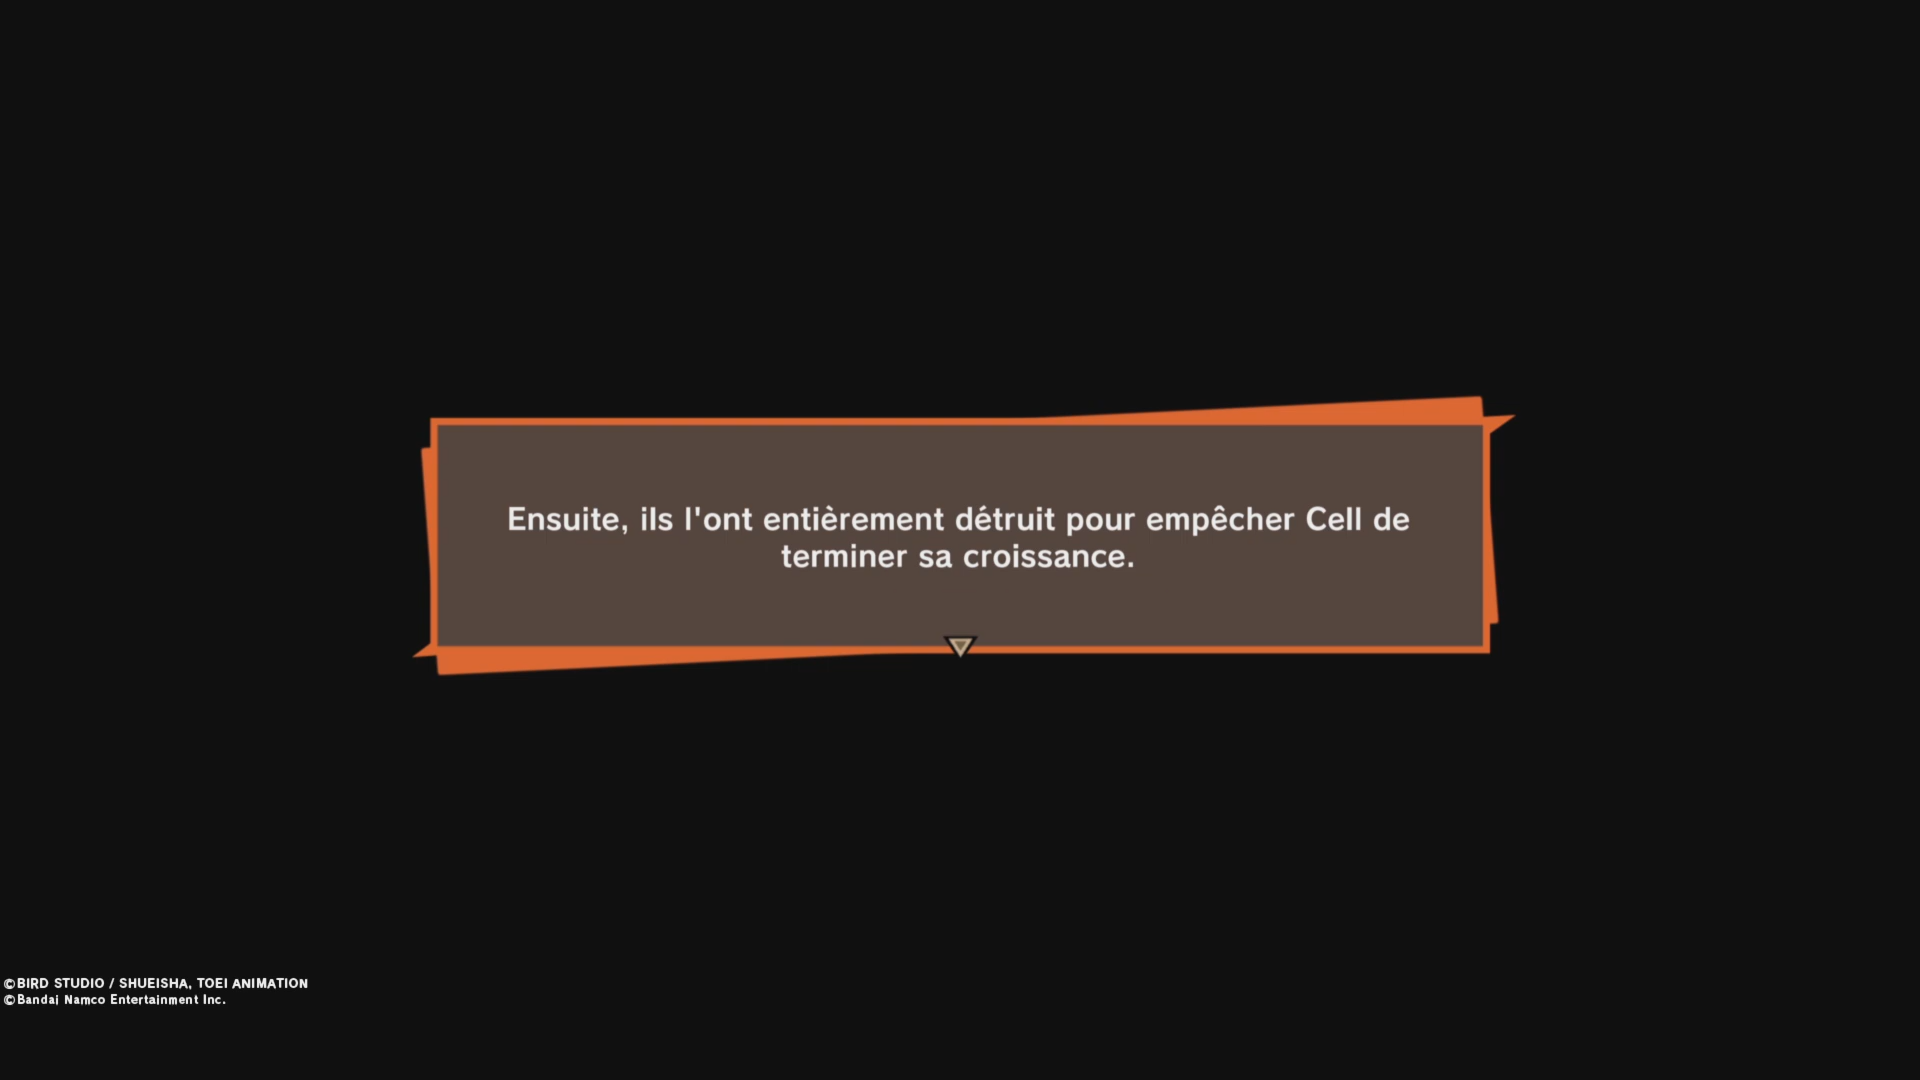 Ensuite, ils l'ont entièrement détruit pour empêcher Cell de
terminer sa croissance.
©BIRD STUDIO / SHUEISHA, TOEI ANIMATION
©Bandai Namco Entertainment Inc.